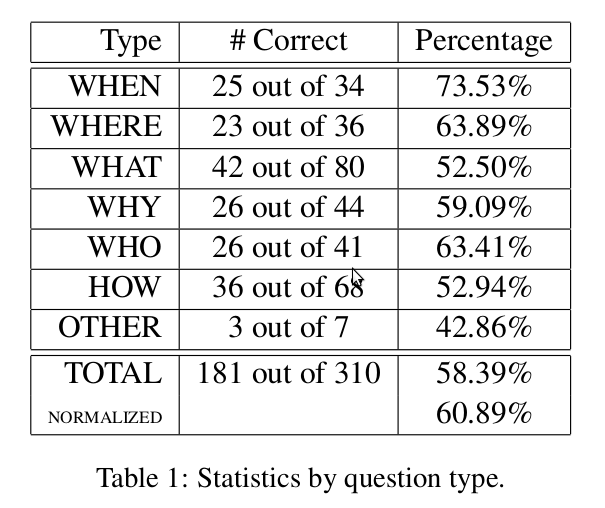 Type # Correct Percentage
WHEN 25 out of 34 73.53%
WHERE 23 out of 36 63.89%
WHAT 42 out of 80 52.50%
WHY 26 out of 44 59.09%
WHO 26 out of 41 63.41%
HOW 36 out of 68 52.94%
OTHER 3 out of 7 42.86%
TOTAL 181 out of 310 58.39%
NORMALIZED 60.89%
Table 1: Statistics by question type.